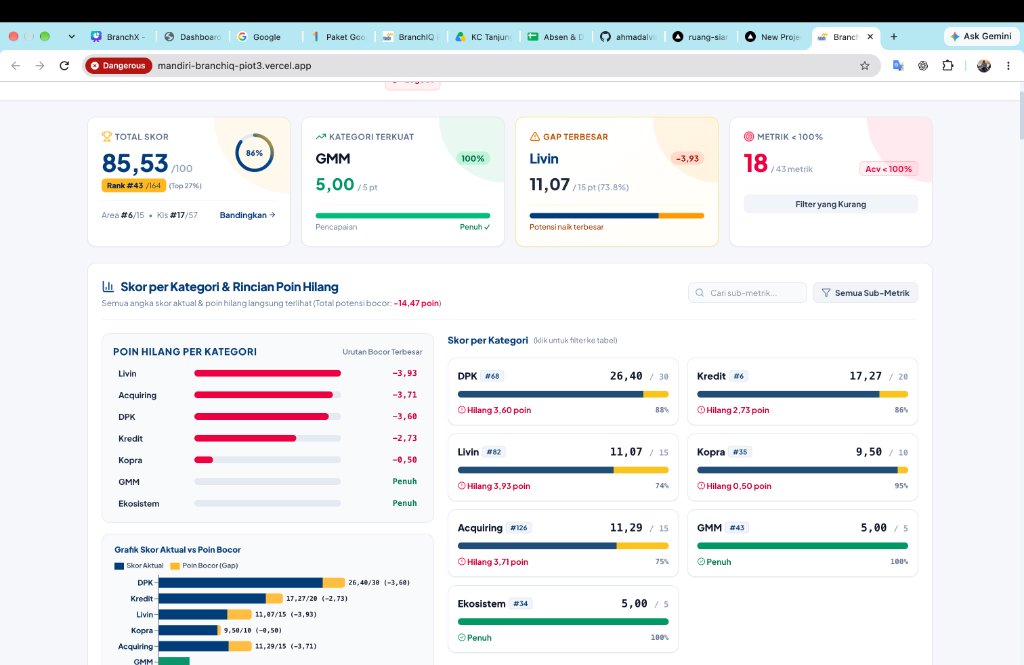 BranchX -
Dashboar
Google
Paket Goo
BranchIQ
KC Tanjun
Absen & D
ahmadalvi
ruang-siar
New Proje
Branch
Ask Gemini
Dangerous
mandiri-branchiq-piot3.vercel.app
TOTAL SKOR
85,53 /100
86%
Rank #43 /164 (Top 27%)
Area #6/15 • Kls #17/57 Bandingkan →
KATEGORI TERKUAT
GMM 100%
5,00 / 5 pt
Pencapaian Penuh ✓
GAP TERBESAR
Livin -3,93
11,07 / 15 pt (73.8%)
Potensi naik terbesar
METRIK < 100%
18 / 43 metrik Acv < 100%
Filter yang Kurang
Skor per Kategori & Rincian Poin Hilang
Semua angka skor aktual & poin hilang langsung terlihat (Total potensi bocor: -14,47 poin)
Cari sub-metrik...
Semua Sub-Metrik
POIN HILANG PER KATEGORI Urutan Bocor Terbesar
Livin -3,93
Acquiring -3,71
DPK -3,60
Kredit -2,73
Kopra -0,50
GMM Penuh
Ekosistem Penuh
Grafik Skor Aktual vs Poin Bocor
Skor Aktual Poin Bocor (Gap)
DPK 26,40/30 (-3,60)
Kredit 17,27/20 (-2,73)
Livin 11,07/15 (-3,93)
Kopra 9,50/10 (-0,50)
Acquiring 11,29/15 (-3,71)
GMM
Skor per Kategori (klik untuk filter ke tabel)
DPK #68 26,40 / 30
Hilang 3,60 poin 88%
Kredit #6 17,27 / 20
Hilang 2,73 poin 86%
Livin #82 11,07 / 15
Hilang 3,93 poin 74%
Kopra #35 9,50 / 10
Hilang 0,50 poin 95%
Acquiring #126 11,29 / 15
Hilang 3,71 poin 75%
GMM #43 5,00 / 5
Penuh 100%
Ekosistem #34 5,00 / 5
Penuh 100%